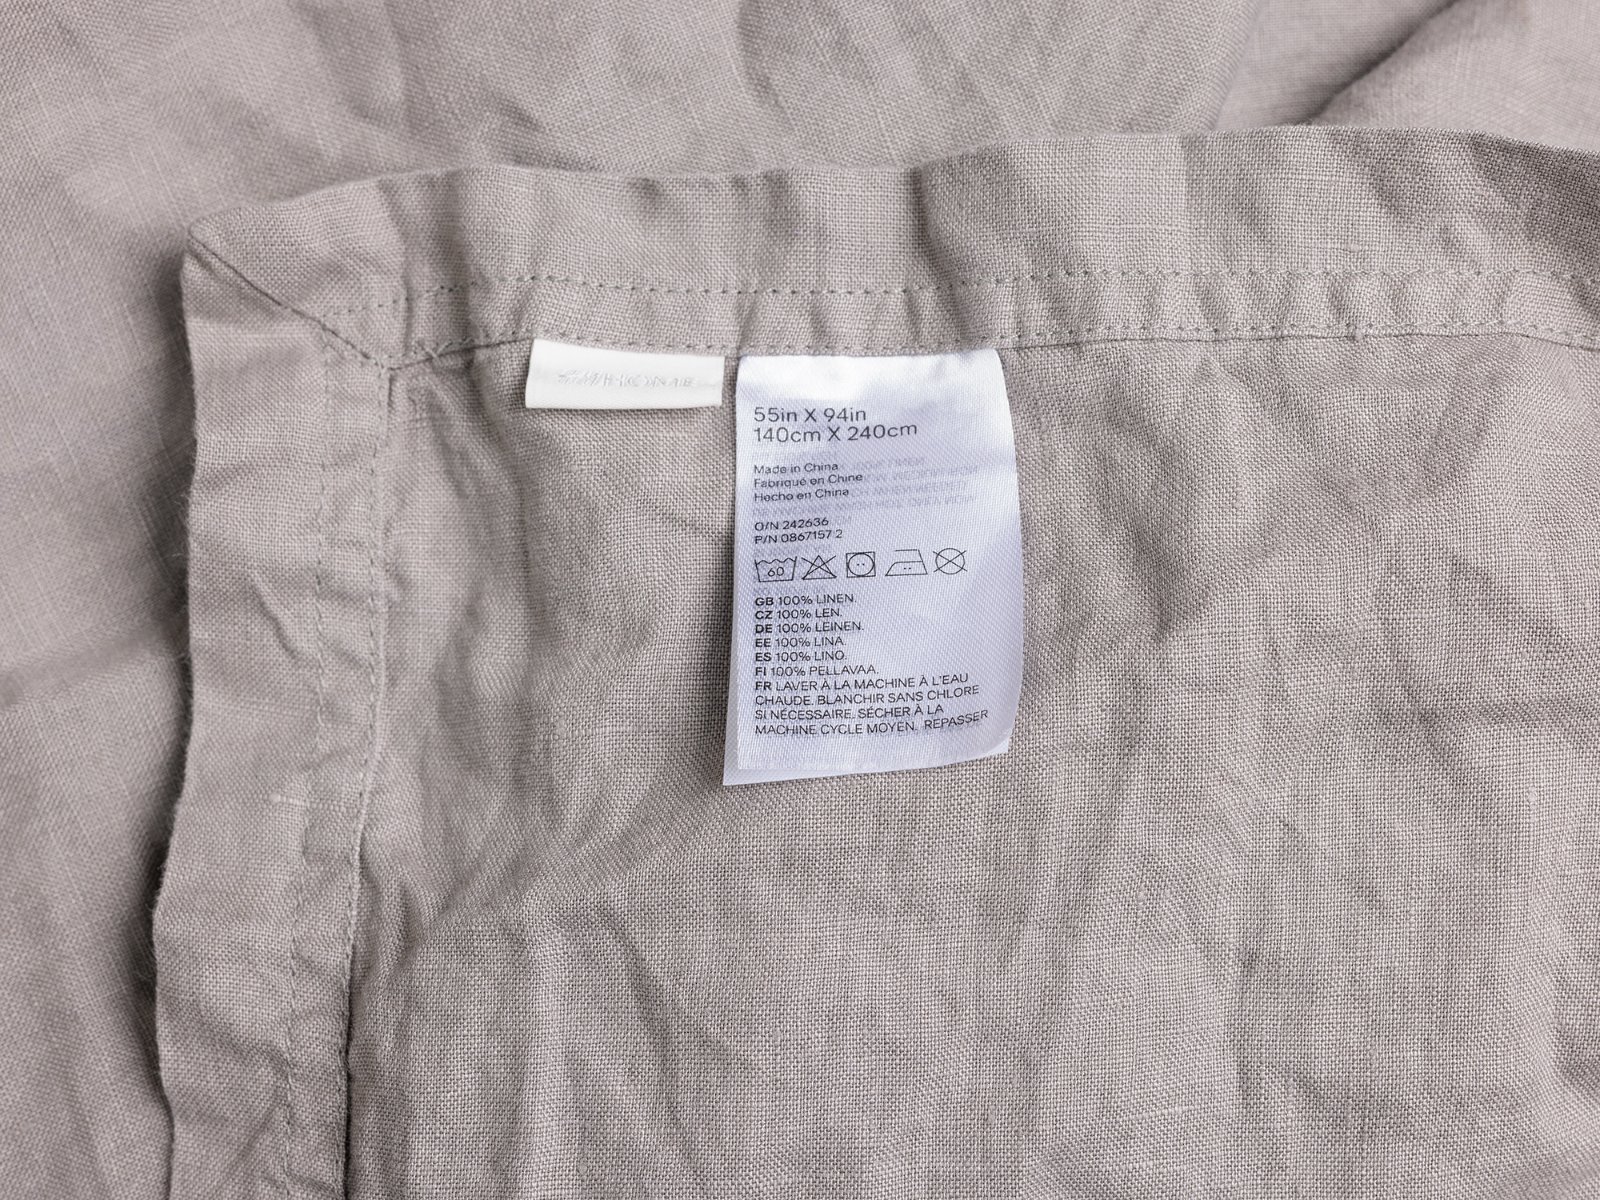 55in X 94in
140cm X 240cm
Made in China
Fabriqué en Chine
Hecho en China
O/N 242636
P/N 0867157 2
60
GB 100% LINEN.
CZ 100% LEN.
DE 100% LEINEN.
EE 100% LINA.
ES 100% LINO.
FI 100% PELLAVAA.
FR LAVER À LA MACHINE À L'EAU
CHAUDE. BLANCHIR SANS CHLORE
SI NÉCESSAIRE. SÉCHER À LA
MACHINE CYCLE MOYEN. REPASSER